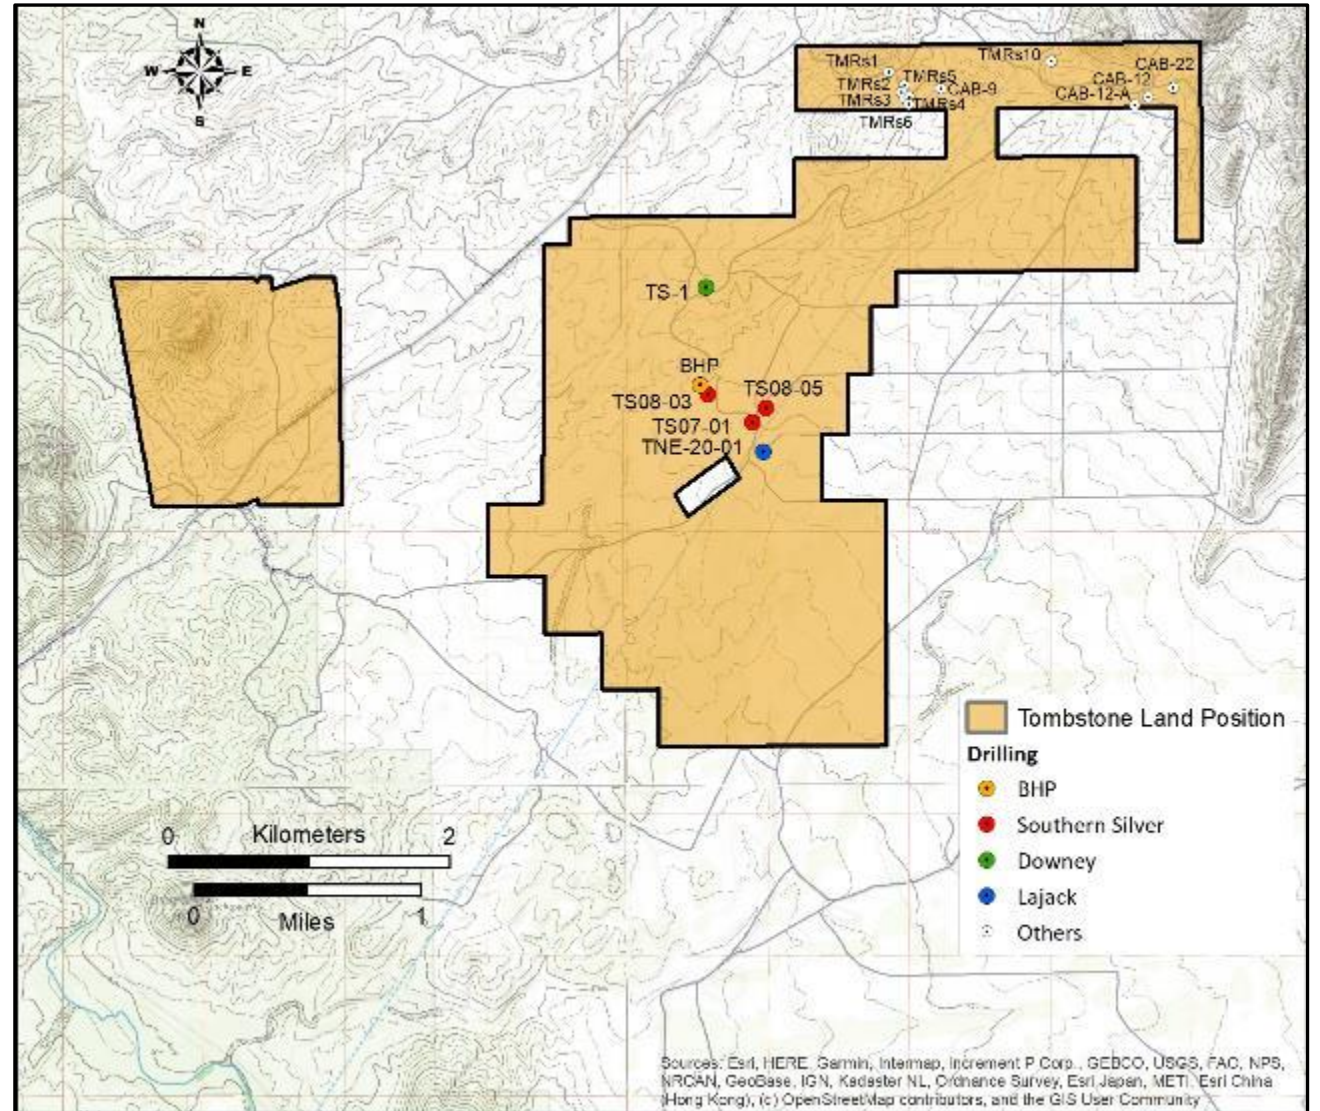 N
W E
S
TMRs1
TMRs10
CAB-22
TMRs2
TMRs5
CAB-12
TMRs3
CAB-9
CAB-12-A
TMRs4
TMRs6
TS-1
BHP
TS08-03
TS08-05
TS07-01
TNE-20-01
Tombstone Land Position
Drilling
BHP
Southern Silver
Downey
Lajack
Others
0 Kilometers 2
0 Miles 1
Sources: Esri, HERE, Garmin, Intermap, increment P Corp., GEBCO, USGS, FAO, NPS,
NRCAN, GeoBase, IGN, Kadaster NL, Ordnance Survey, Esri Japan, METI, Esri China
(Hong Kong), (c) OpenStreetMap contributors, and the GIS User Community